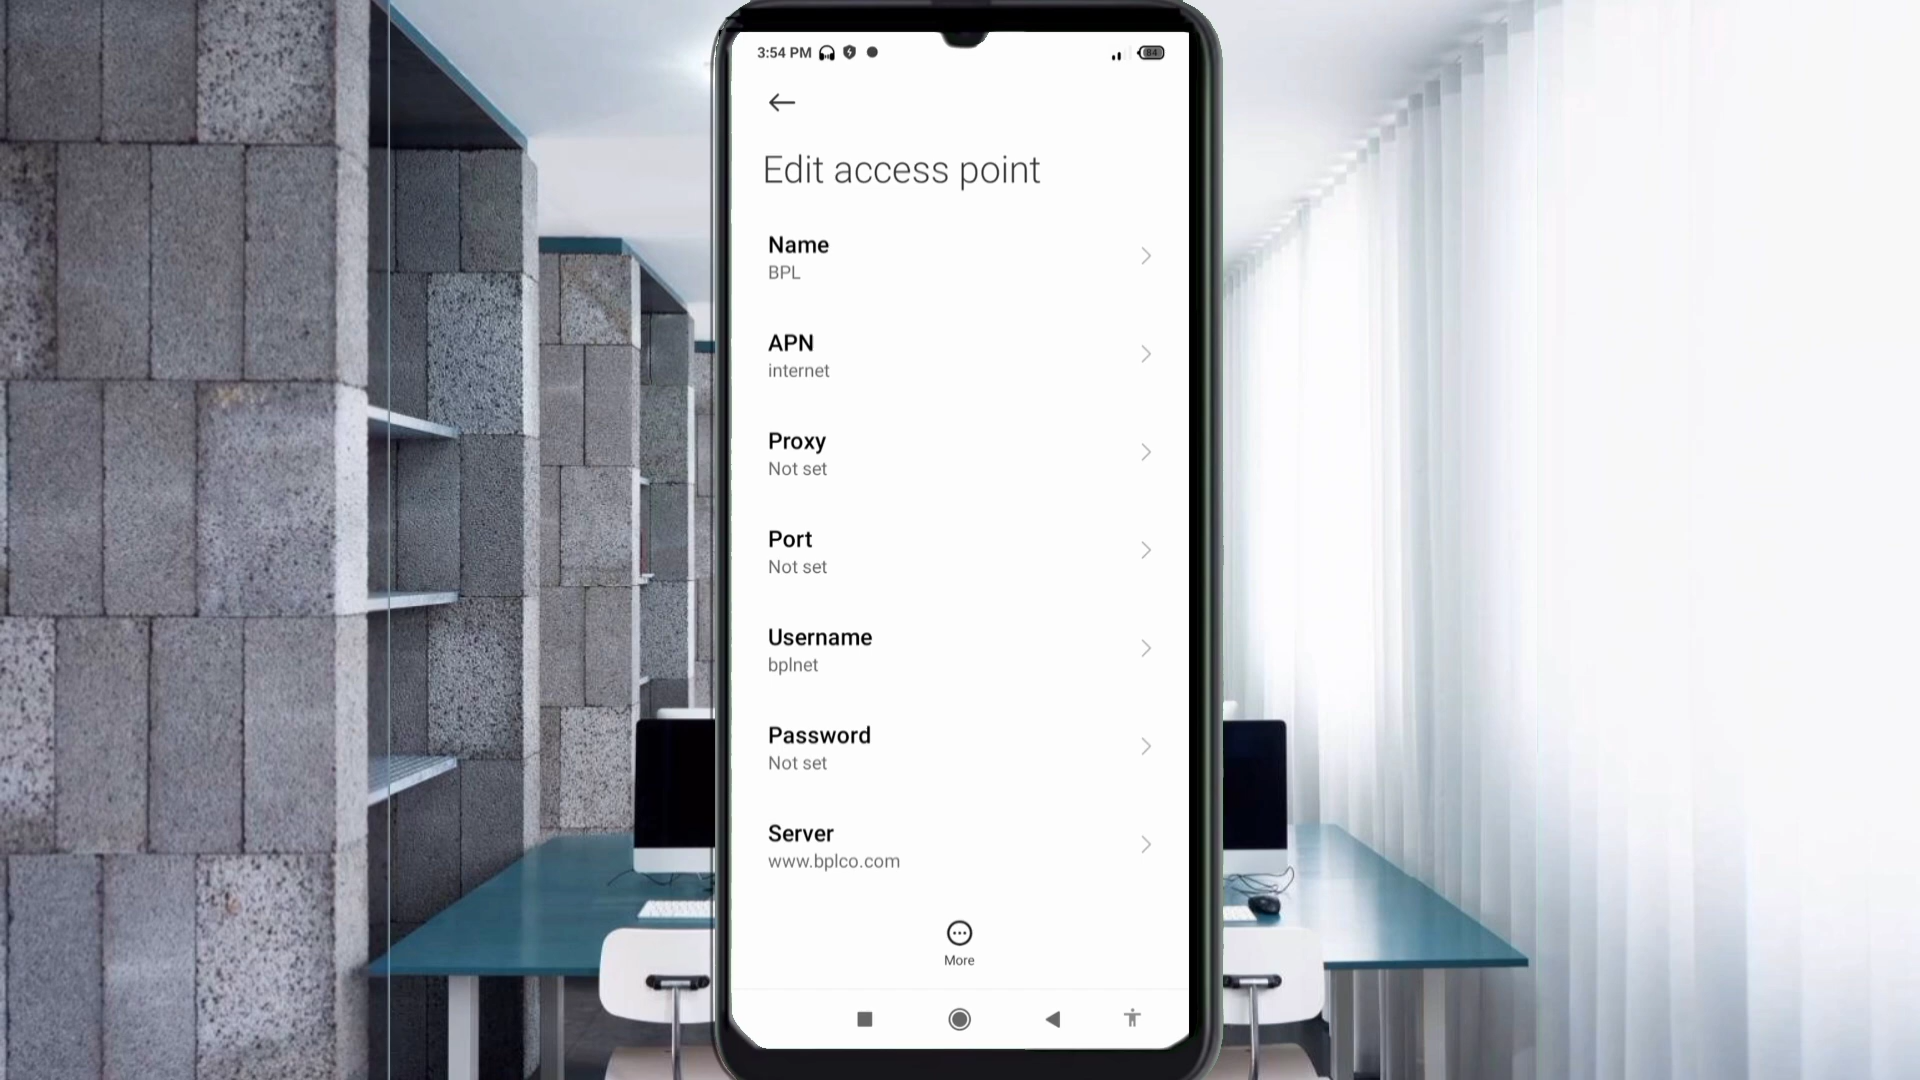 3:54 PM
84
Edit access point
Name
BPL
APN
internet
Proxy
Not set
Port
Not set
Username
bplnet
Password
Not set
Server
www.bplco.com
More